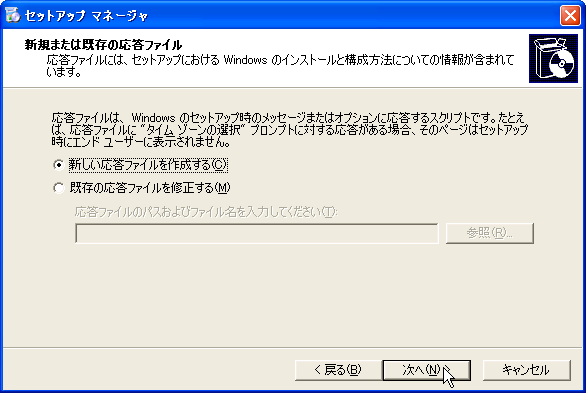 セットアップ マネージャ
新規または既存の応答ファイル
応答ファイルには、セットアップにおける Windows のインストールと構成方法についての情報が含まれて
います。
応答ファイルは、Windows のセットアップ時のメッセージまたはオプションに応答するスクリプトです。たとえ
ば、応答ファイルに "タイム ゾーンの選択" プロンプトに対する応答がある場合、そのページはセットアップ
時にエンド ユーザーに表示されません。
新しい応答ファイルを作成する(C)
既存の応答ファイルを修正する(M)
応答ファイルのパスおよびファイル名を入力してください(T):
参照(R)...
< 戻る(B)
次へ(N) >
キャンセル